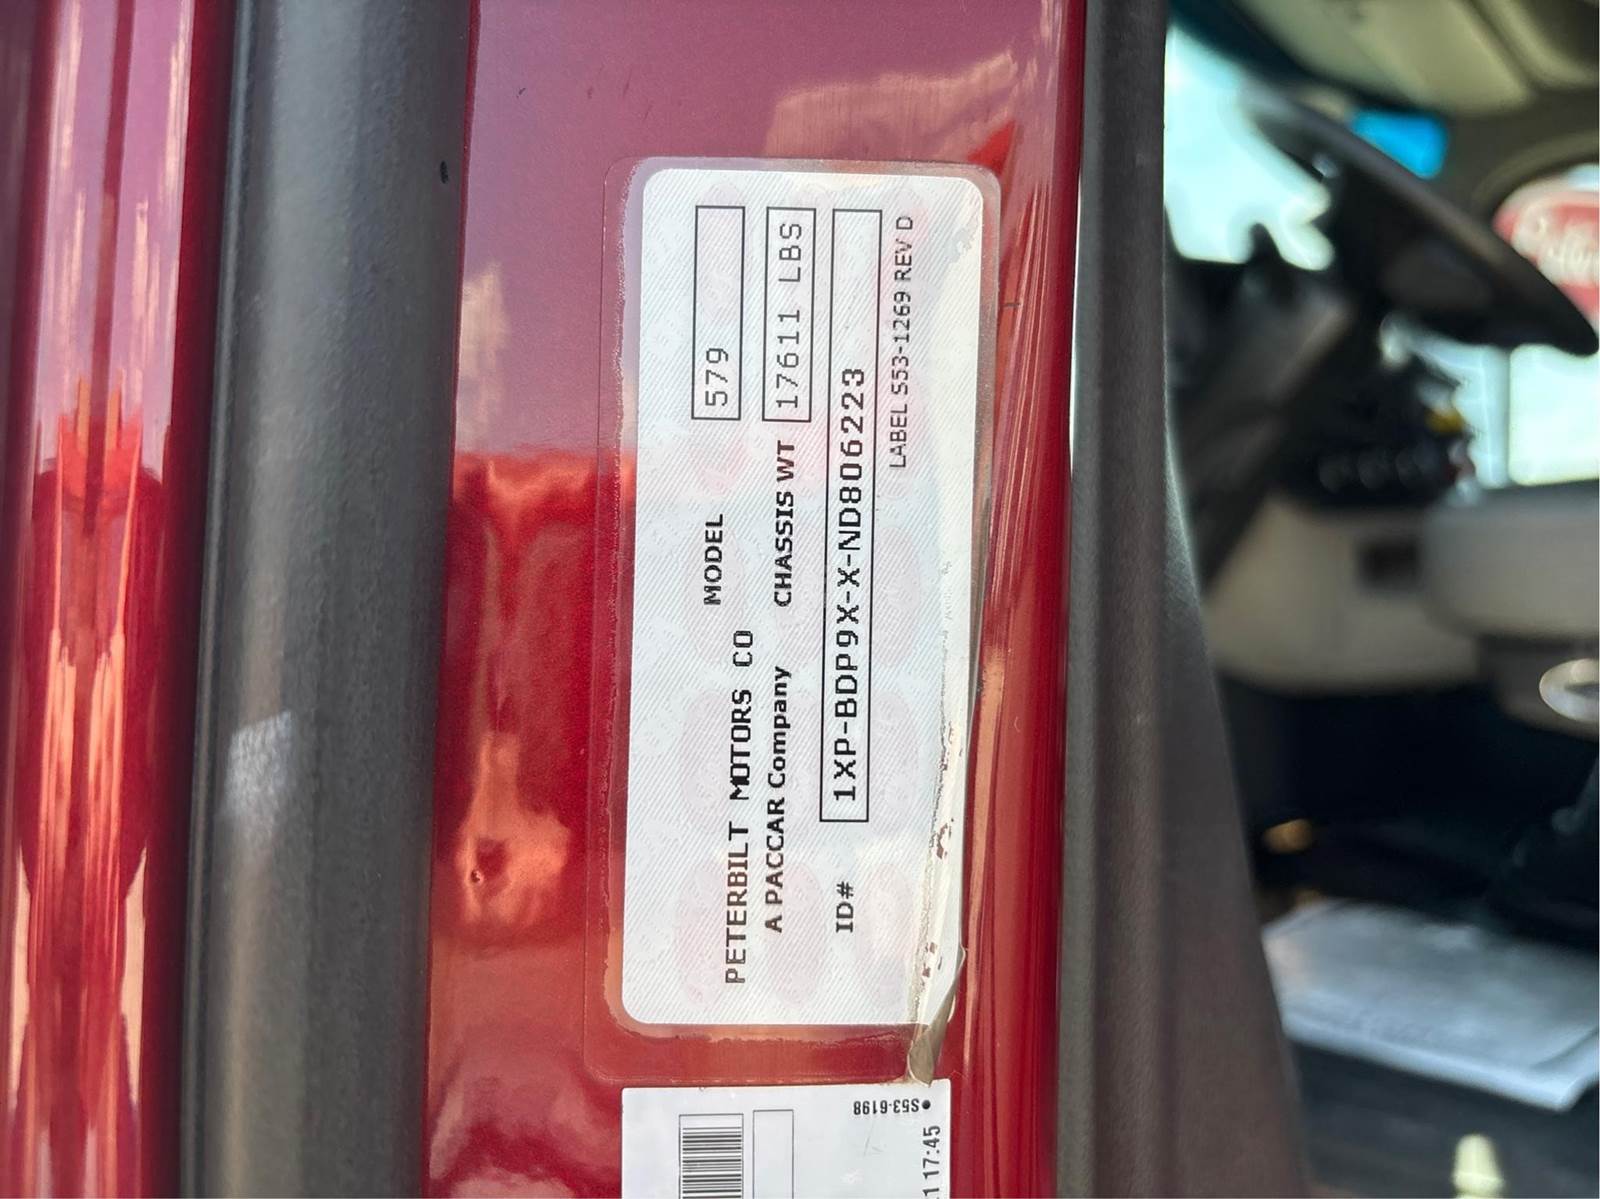 PETERBILT MOTORS CO MODEL 579
A PACCAR Company CHASSIS WT 17611 LBS
ID# 1XP-BDP9X-X-ND806223
LABEL S53-1269 REV D
S53-6198
17:45